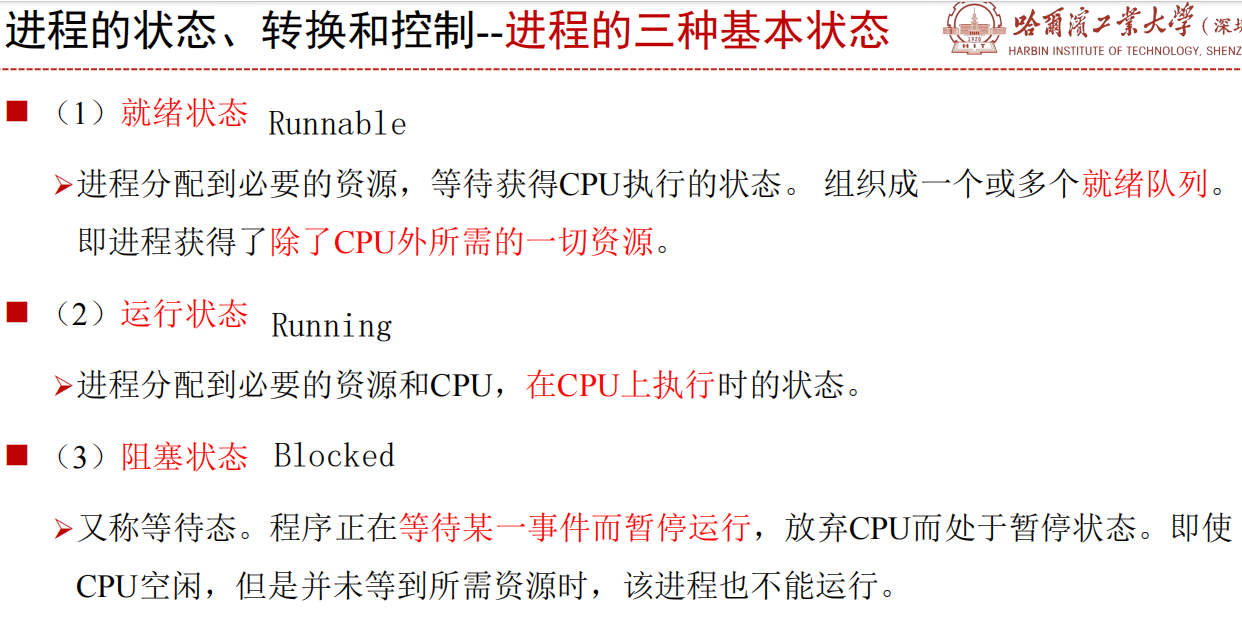 进程的状态、转换和控制--进程的三种基本状态
哈尔滨工业大学（深圳
HARBIN INSTITUTE OF TECHNOLOGY, SHENZ
1920
HIT
（1）就绪状态 Runnable
进程分配到必要的资源，等待获得CPU执行的状态。 组织成一个或多个就绪队列。
即进程获得了除了CPU外所需的一切资源。
（2）运行状态 Running
进程分配到必要的资源和CPU，在CPU上执行时的状态。
（3）阻塞状态 Blocked
又称等待态。程序正在等待某一事件而暂停运行，放弃CPU而处于暂停状态。即使
CPU空闲，但是并未等到所需资源时，该进程也不能运行。